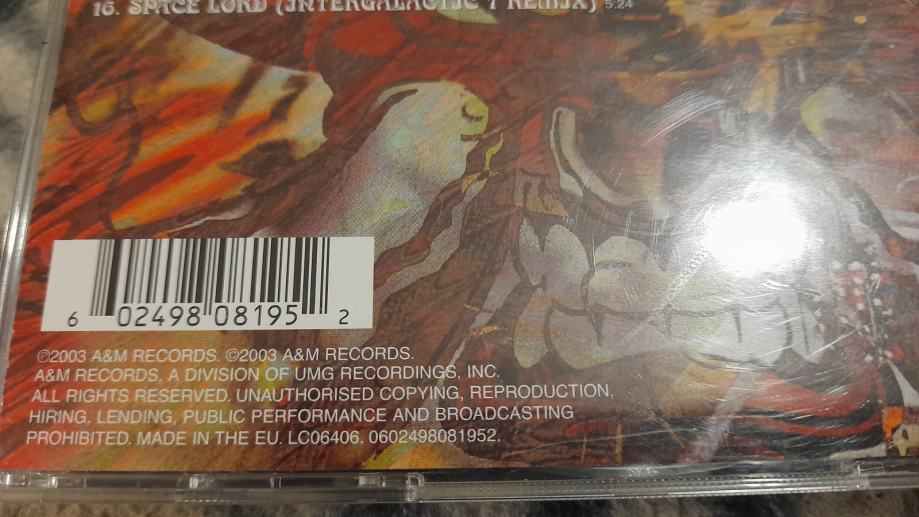 16. SPACE LORD (INTERGALACTIC 7 REMIX) 5:24
6 02498 08195 2
℗2003 A&M RECORDS. ©2003 A&M RECORDS.
A&M RECORDS. A DIVISION OF UMG RECORDINGS, INC.
ALL RIGHTS RESERVED. UNAUTHORISED COPYING, REPRODUCTION,
HIRING, LENDING, PUBLIC PERFORMANCE AND BROADCASTING
PROHIBITED. MADE IN THE EU. LC06406. 0602498081952.